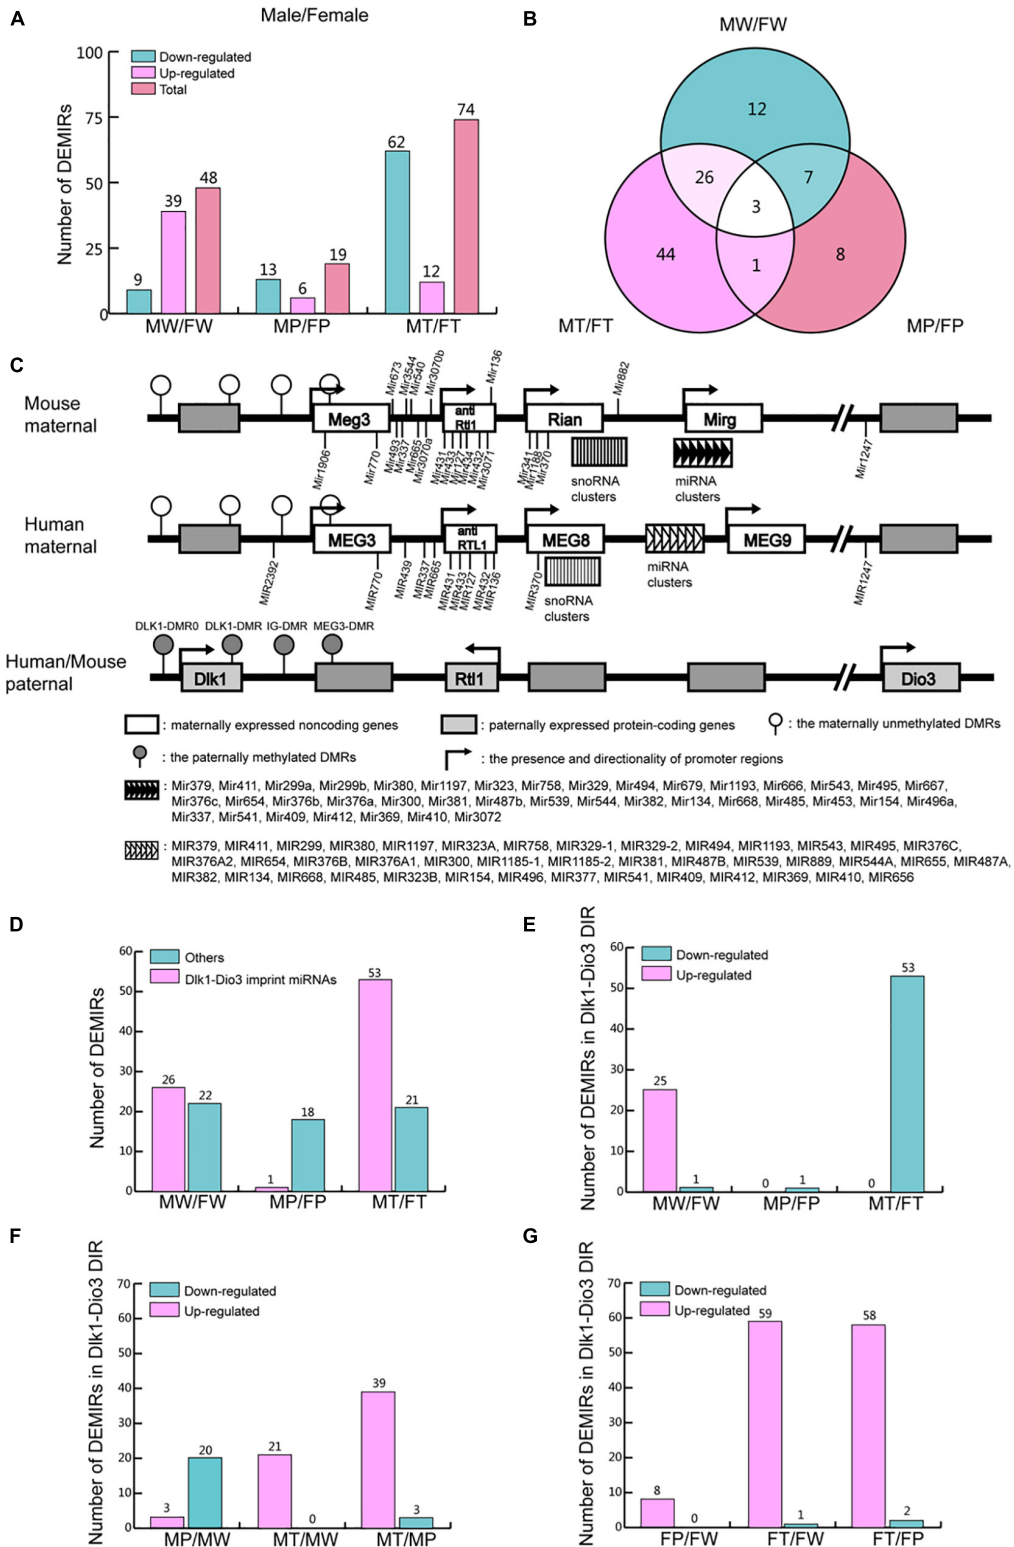 A
Male/Female
Number of DEMIRs
100
75
50
25
0
Down-regulated
Up-regulated
Total
9
39
48
13
6
19
62
12
74
MW/FW
MP/FP
MT/FT
B
MW/FW
12
26
7
3
44
1
8
MT/FT
MP/FP
C
Mouse
maternal
Mir673
Mir3544
Mir540
Mir3070b
Mir136
Mir882
Meg3
anti
Rtl1
Rian
Mirg
Mir1906
Mir770
Mir493
Mir337
Mir665
Mir3070a
Mir431
Mir433
Mir127
Mir434
Mir432
Mir3071
Mir341
Mir1188
Mir370
Mir1247
snoRNA
clusters
miRNA
clusters
Human
maternal
MEG3
anti
RTL1
MEG8
MEG9
MIR2392
MIR770
MIR439
MIR337
MIR665
MIR431
MIR433
MIR127
MIR432
MIR136
MIR370
MIR1247
snoRNA
clusters
miRNA
clusters
DLK1-DMR0
DLK1-DMR
IG-DMR
MEG3-DMR
Human/Mouse
paternal
Dlk1
Rtl1
Dio3
: maternally expressed noncoding genes
: paternally expressed protein-coding genes
: the maternally unmethylated DMRs
: the paternally methylated DMRs
: the presence and directionality of promoter regions
: Mir379, Mir411, Mir299a, Mir299b, Mir380, Mir1197, Mir323, Mir758, Mir329, Mir494, Mir679, Mir1193, Mir666, Mir543, Mir495, Mir667,
Mir376c, Mir654, Mir376b, Mir376a, Mir300, Mir381, Mir487b, Mir539, Mir544, Mir382, Mir134, Mir668, Mir485, Mir453, Mir154, Mir496a,
Mir337, Mir541, Mir409, Mir412, Mir369, Mir410, Mir3072
: MIR379, MIR411, MIR299, MIR380, MIR1197, MIR323A, MIR758, MIR329-1, MIR329-2, MIR494, MIR1193, MIR543, MIR495, MIR376C,
MIR376A2, MIR654, MIR376B, MIR376A1, MIR300, MIR1185-1, MIR1185-2, MIR381, MIR487B, MIR539, MIR889, MIR544A, MIR655, MIR487A,
MIR382, MIR134, MIR668, MIR485, MIR323B, MIR154, MIR496, MIR377, MIR541, MIR409, MIR412, MIR369, MIR410, MIR656
D
Number of DEMIRs
60
50
40
30
20
10
0
Others
Dlk1-Dio3 imprint miRNAs
26
22
1
18
53
21
MW/FW
MP/FP
MT/FT
E
Number of DEMIRs in Dlk1-Dio3 DIR
60
50
40
30
20
10
0
Down-regulated
Up-regulated
25
1
0
1
0
53
MW/FW
MP/FP
MT/FT
F
Number of DEMIRs in Dlk1-Dio3 DIR
70
60
50
40
30
20
10
0
Down-regulated
Up-regulated
3
20
21
0
39
3
MP/MW
MT/MW
MT/MP
G
Number of DEMIRs in Dlk1-Dio3 DIR
70
60
50
40
30
20
10
0
Down-regulated
Up-regulated
8
0
59
1
58
2
FP/FW
FT/FW
FT/FP